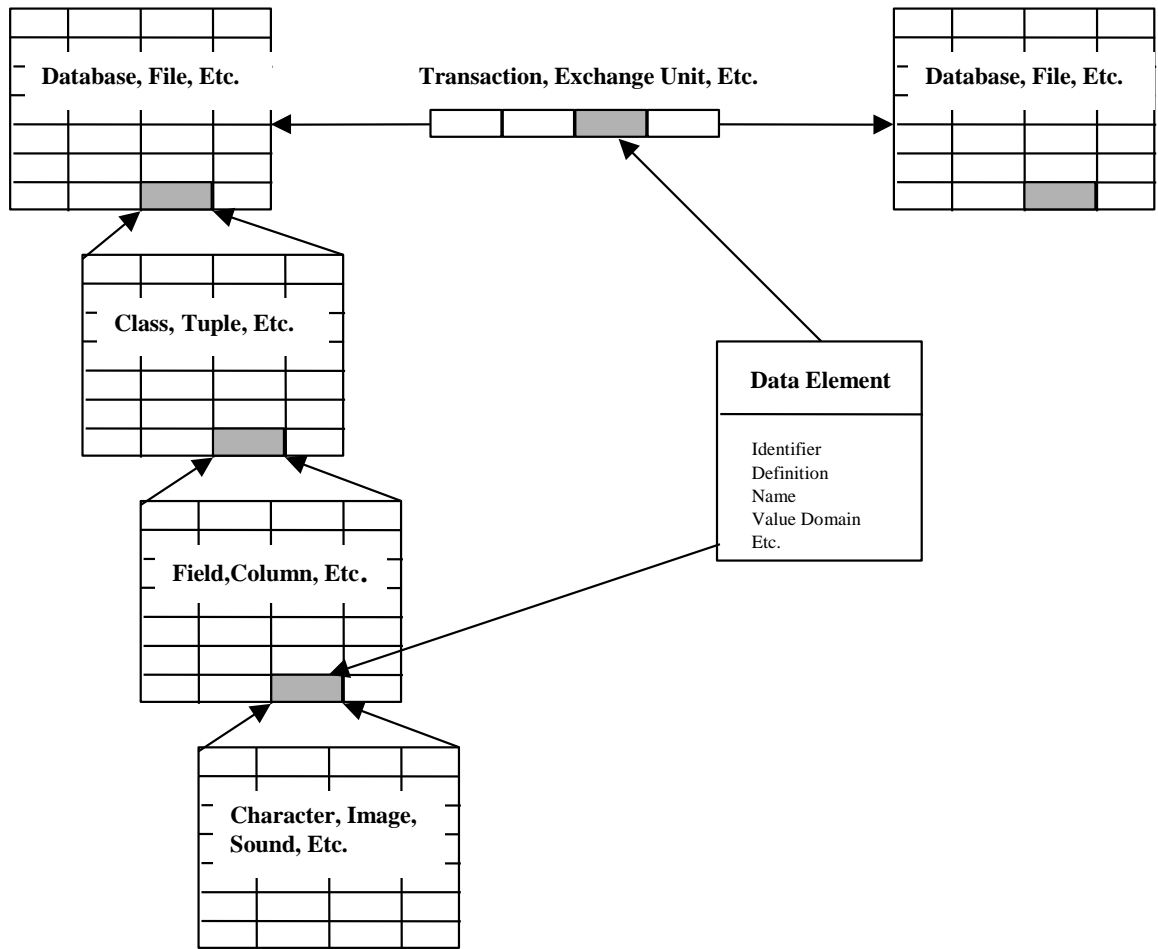 Database, File, Etc.
Transaction, Exchange Unit, Etc.
Database, File, Etc.
Class, Tuple, Etc.
Data Element
Identifier
Definition
Name
Value Domain
Etc.
Field,Column, Etc.
Character, Image,
Sound, Etc.